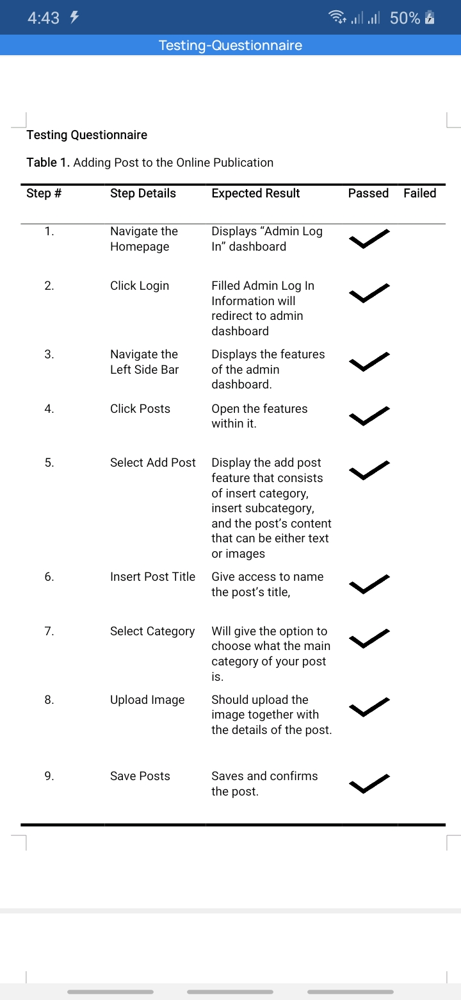 4:43 50%
Testing-Questionnaire
Testing Questionnaire
Table 1. Adding Post to the Online Publication
Step # Step Details Expected Result Passed Failed
1. Navigate the Displays “Admin Log
Homepage In” dashboard
2. Click Login Filled Admin Log In
Information will
redirect to admin
dashboard
3. Navigate the Displays the features
Left Side Bar of the admin
dashboard.
4. Click Posts Open the features
within it.
5. Select Add Post Display the add post
feature that consists
of insert category,
insert subcategory,
and the post’s content
that can be either text
or images
6. Insert Post Title Give access to name
the post’s title,
7. Select Category Will give the option to
choose what the main
category of your post
is.
8. Upload Image Should upload the
image together with
the details of the post.
9. Save Posts Saves and confirms
the post.